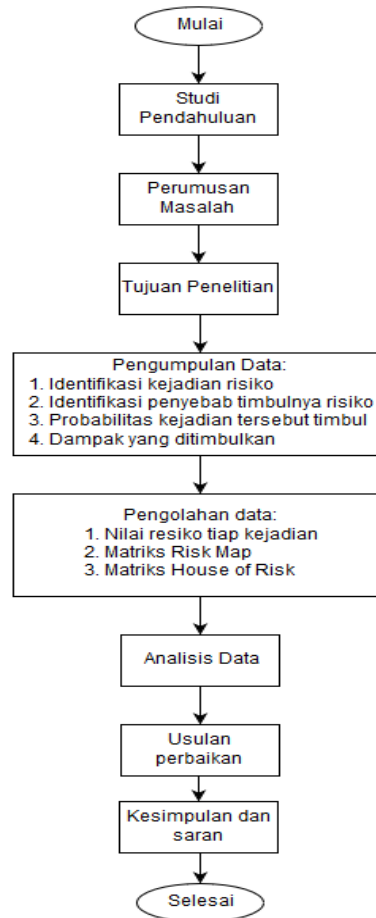 Mulai
Studi
Pendahuluan
Perumusan
Masalah
Tujuan Penelitian
Pengumpulan Data:
1. Identifikasi kejadian risiko
2. Identifikasi penyebab timbulnya risiko
3. Probabilitas kejadian tersebut timbul
4. Dampak yang ditimbulkan
Pengolahan data:
1. Nilai resiko tiap kejadian
2. Matriks Risk Map
3. Matriks House of Risk
Analisis Data
Usulan
perbaikan
Kesimpulan dan
saran
Selesai